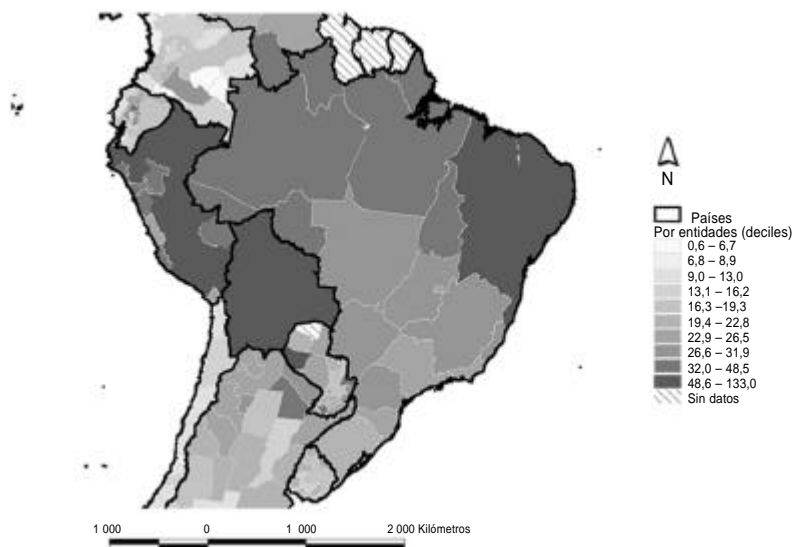 N
Países
Por entidades (deciles)
0,6 – 6,7
6,8 – 8,9
9,0 – 13,0
13,1 – 16,2
16,3 –19,3
19,4 – 22,8
22,9 – 26,5
26,6 – 31,9
32,0 – 48,5
48,6 – 133,0
Sin datos
1 000 0 1 000 2 000 Kilómetros